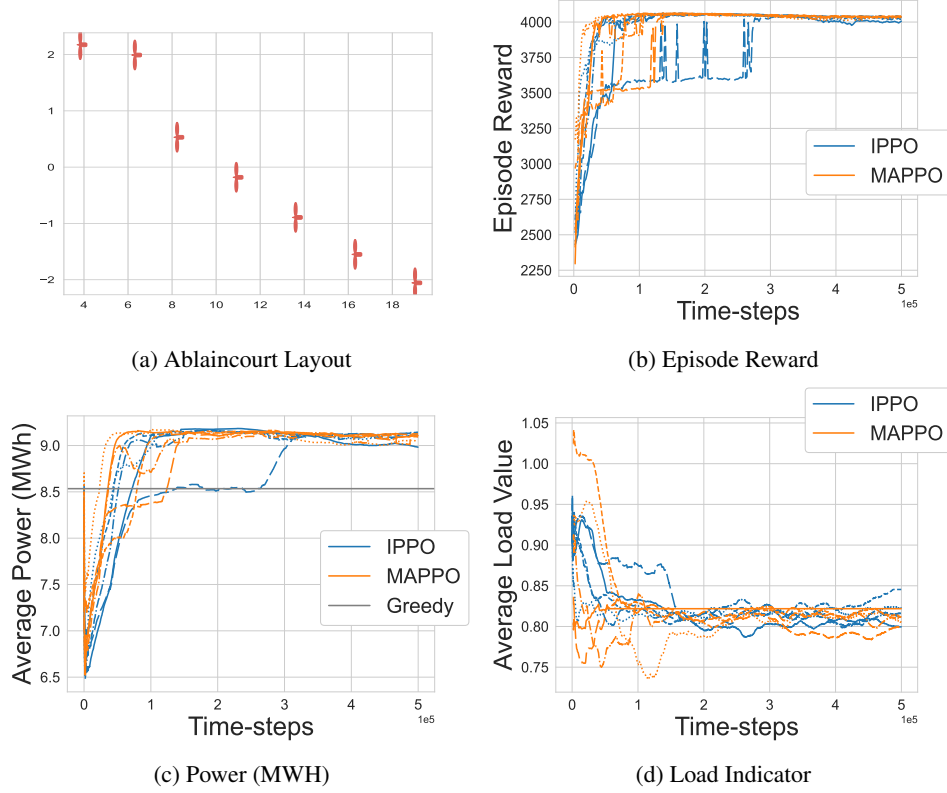 2
1
0
−1
−2
4 6 8 10 12 14 16 18
(a) Ablaincourt Layout
Episode Reward
4000
3750
3500
3250
3000
2750
2500
2250
IPPO
MAPPO
0 1 2 3 4 5
1e5
Time-steps
(b) Episode Reward
Average Power (MWh)
9.0
8.5
8.0
7.5
7.0
6.5
IPPO
MAPPO
Greedy
0 1 2 3 4 5
1e5
Time-steps
(c) Power (MWH)
Average Load Value
1.05
1.00
0.95
0.90
0.85
0.80
0.75
IPPO
MAPPO
0 1 2 3 4 5
1e5
Time-steps
(d) Load Indicator